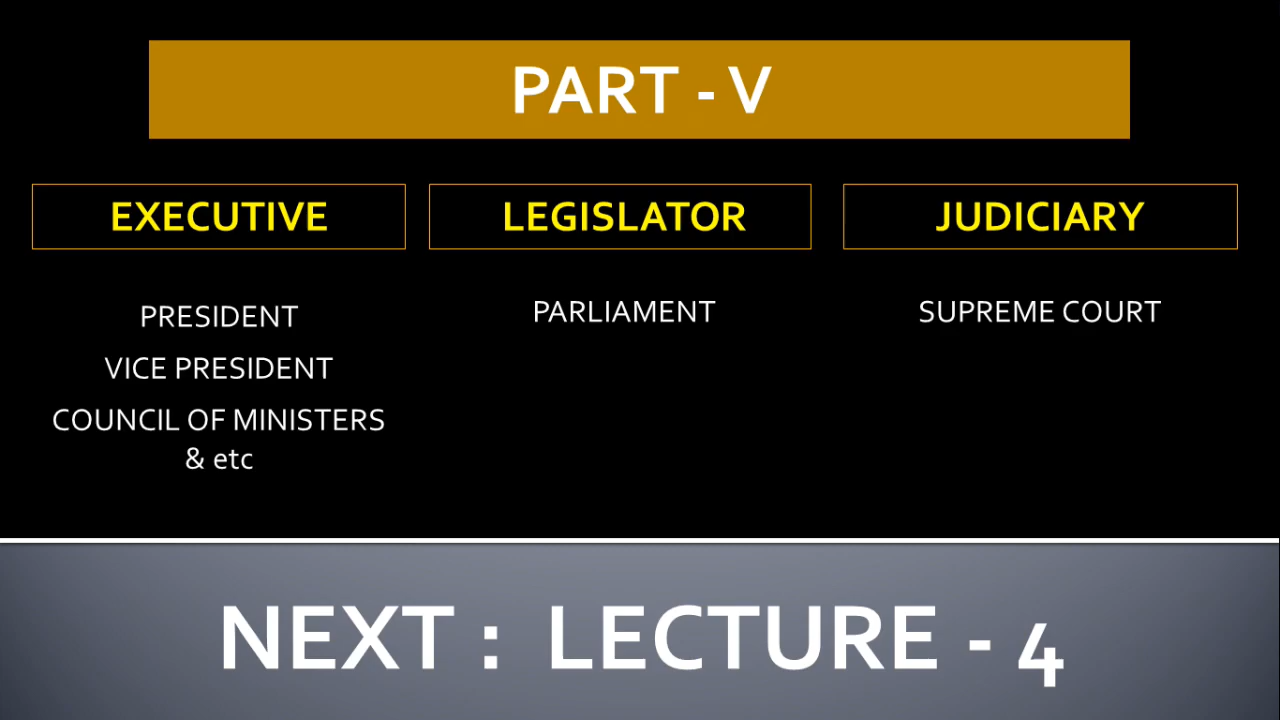 PART - V
EXECUTIVE
LEGISLATOR
JUDICIARY
PRESIDENT
VICE PRESIDENT
COUNCIL OF MINISTERS
& etc
PARLIAMENT
SUPREME COURT
NEXT : LECTURE - 4